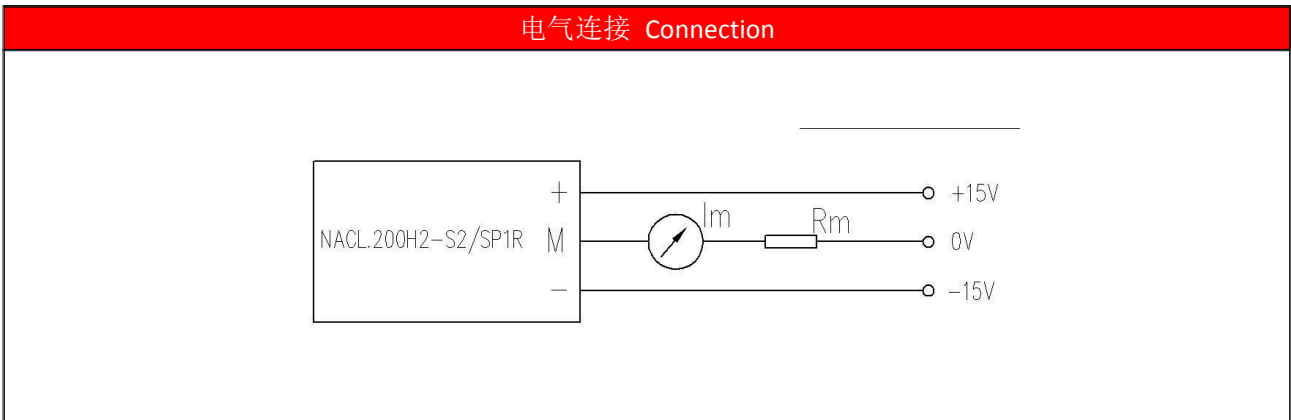 电气连接 Connection
+ +15V
Im Rm
NACL.200H2-S2/SP1R M 0V
- -15V